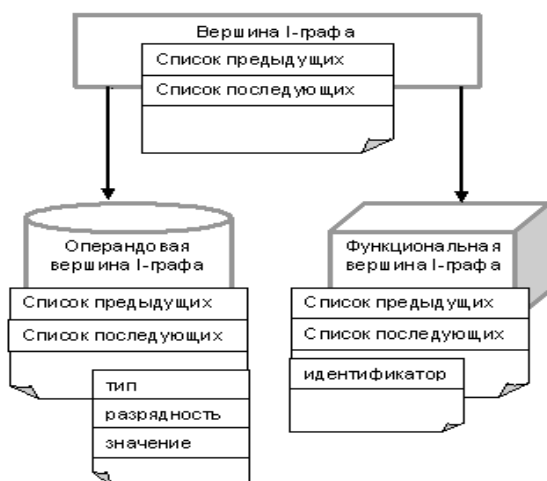 Вершина I-графа
Список предыдущих
Список последующих
Операндовая
вершина I-графа
Список предыдущих
Список последующих
тип
разрядность
значение
Функциональная
вершина I-графа
Список предыдущих
Список последующих
идентификатор